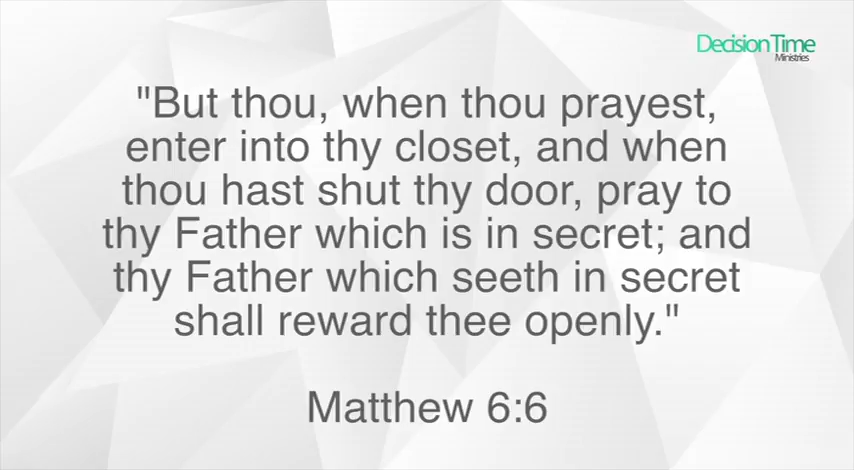 DecisionTime
Ministries
"But thou, when thou prayest,
enter into thy closet, and when
thou hast shut thy door, pray to
thy Father which is in secret; and
thy Father which seeth in secret
shall reward thee openly."
Matthew 6:6